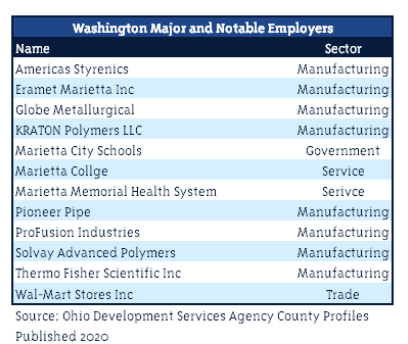 Washington Major and Notable Employers
Name Sector
Americas Styrenics Manufacturing
Eramet Marietta Inc Manufacturing
Globe Metallurgical Manufacturing
KRATON Polymers LLC Manufacturing
Marietta City Schools Government
Marietta Collge Service
Marietta Memorial Health System Serivce
Pioneer Pipe Manufacturing
ProFusion Industries Manufacturing
Solvay Advanced Polymers Manufacturing
Thermo Fisher Scientific Inc Manufacturing
Wal-Mart Stores Inc Trade
Source: Ohio Development Services Agency County Profiles
Published 2020